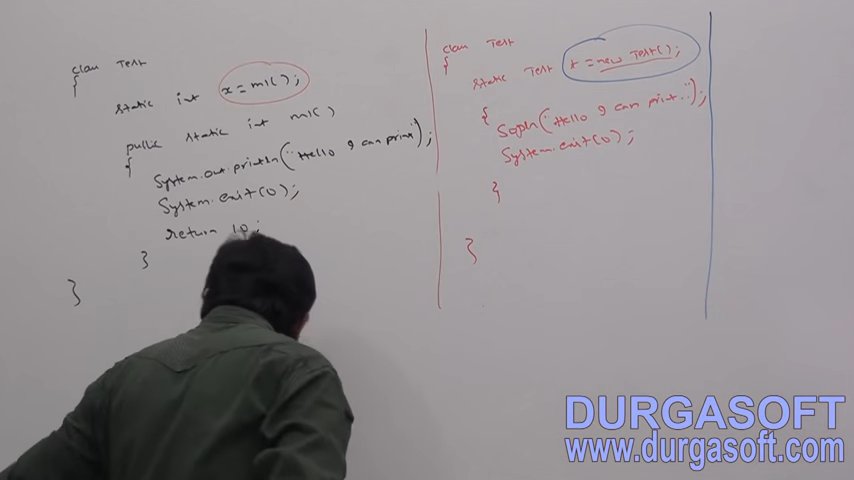 class Test
{
static int x = m1();
public static int m1()
{
System.out.println("Hello I can print");
System.exit(0);
return 10;
}
}
class Test
{
static Test t = new Test();
{
Sopln("Hello I can print..");
System.exit(0);
}
}
DURGASOFT
www.durgasoft.com